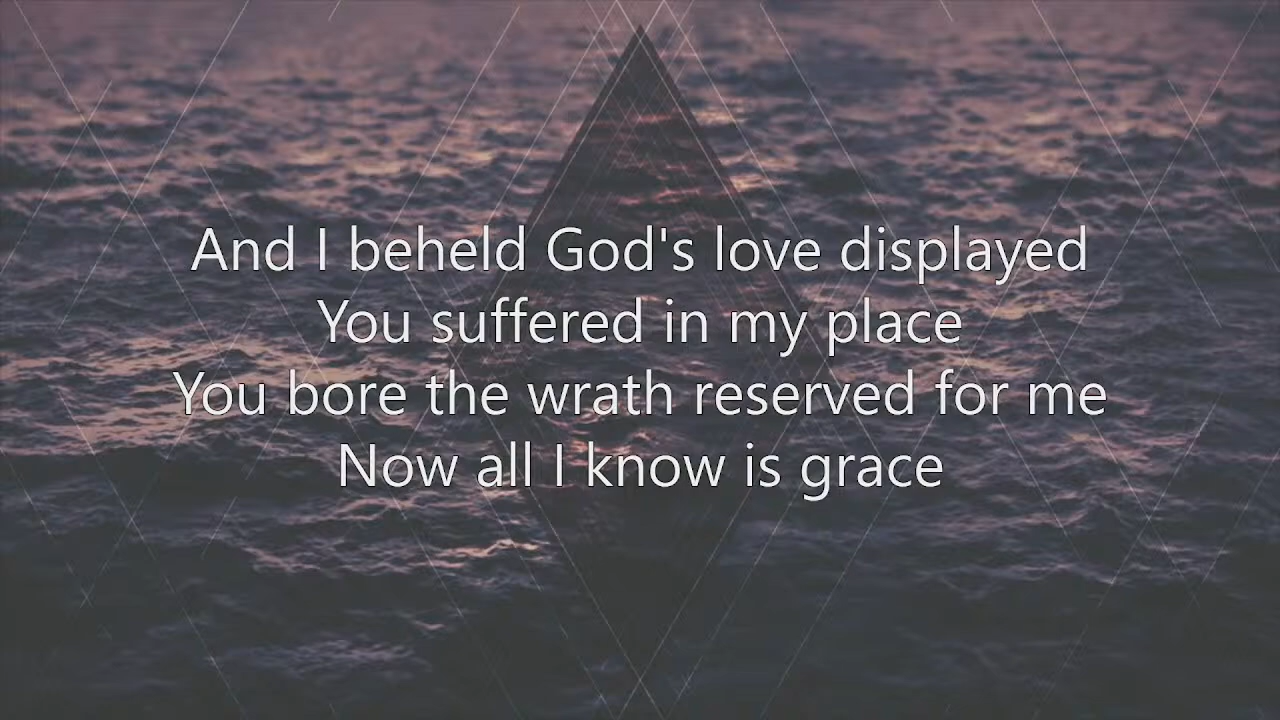 And I beheld God's love displayed
You suffered in my place
You bore the wrath reserved for me
Now all I know is grace